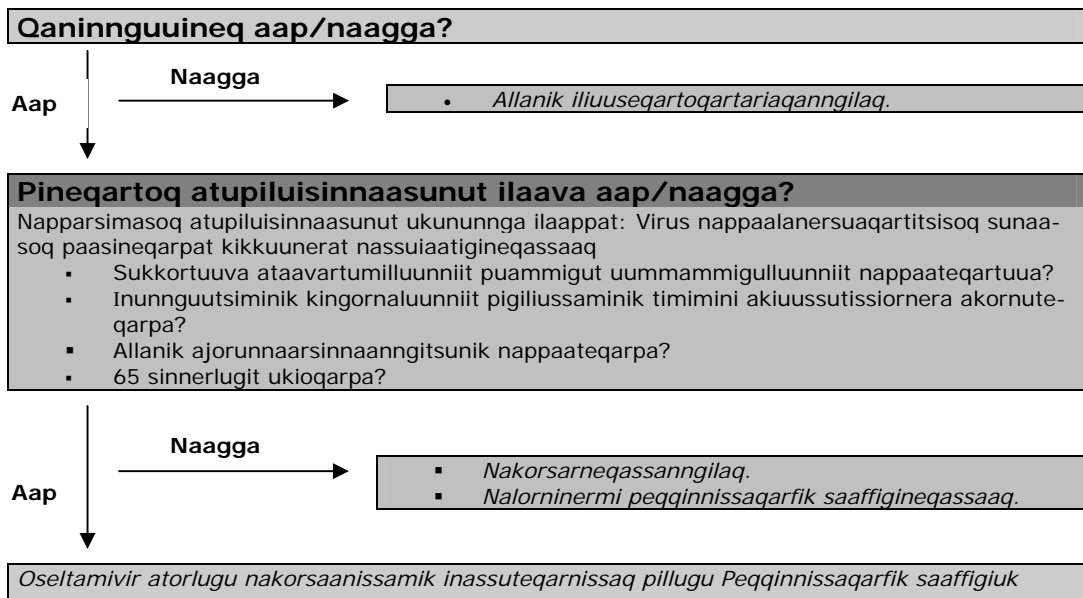 Qaninnguuineq aap/naagga?
Naagga
Aap
• Allanik iliuuseqartoqartariaqanngilaq.
Pineqartoq atupiluisinnaasunut ilaava aap/naagga?
Napparsimasoq atupiluisinnaasunut ukununnga ilaappat: Virus nappaalanersuaqartitsisoq sunaa-
soq paasineqarpat kikkuunerat nassuiaatigineqassaaq
▪ Sukkortuuva ataavartumilluunniit puammigut uummammigulluunniit nappaateqartuua?
▪ Inunnguutsiminik kingornaluunniit pigiliussaminik timimini akiuussutissiornera akornute-
qarpa?
▪ Allanik ajorunnaarsinnaanngitsunik nappaateqarpa?
▪ 65 sinnerlugit ukioqarpa?
Naagga
Aap
▪ Nakorsarneqassanngilaq.
▪ Nalorninermi peqqinnissaqarfik saaffigineqassaaq.
Oseltamivir atorlugu nakorsaanissamik inassuteqarnissaq pillugu Peqqinnissaqarfik saaffigiuk